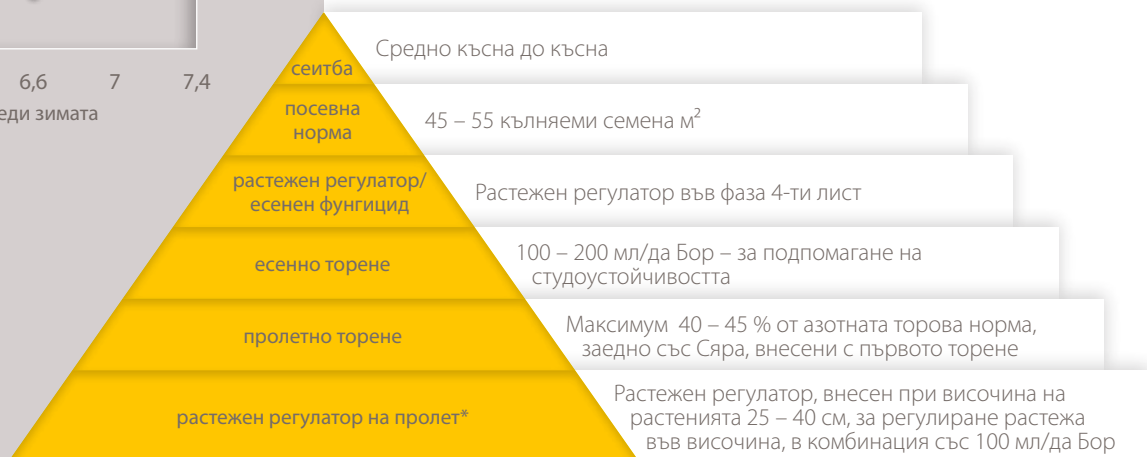 сеитба
Средно късна до късна
6,6 7 7,4
зимата
посевна
норма
45 – 55 кълняеми семена м²
растежен регулатор/
есенен фунгицид
Растежен регулатор във фаза 4-ти лист
есенно торене
100 – 200 мл/да Бор – за подпомагане на
студоустойчивостта
пролетно торене
Максимум 40 – 45 % от азотната торова норма,
заедно със Сяра, внесени с първото торене
растежен регулатор на пролет*
Растежен регулатор, внесен при височина на
растенията 25 – 40 см, за регулиране растежа
във височина, в комбинация със 100 мл/да Бор